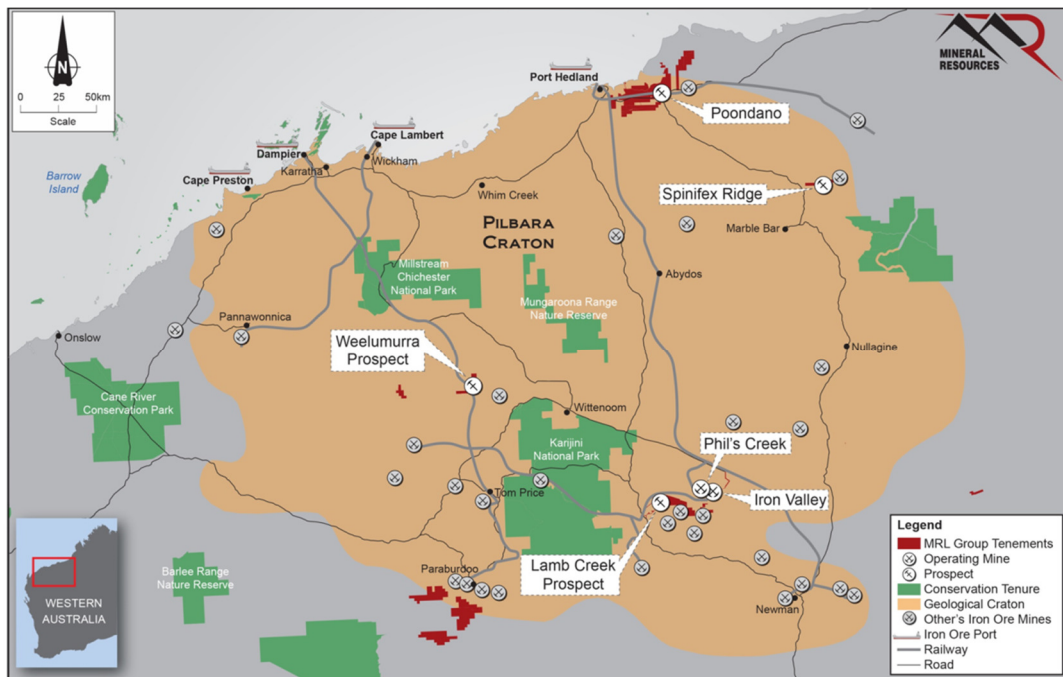 N
0 25 50km
Scale
MINERAL
RESOURCES
Port Hedland
Poondano
Cape Lambert
Dampier
Wickham
Karratha
Cape Preston
Barrow
Island
Whim Creek
Spinifex Ridge
PILBARA
CRATON
Marble Bar
Millstream
Chichester
National Park
Abydos
Mungaroona Range
Nature Reserve
Pannawonnica
Onslow
Weelumurra
Prospect
Nullagine
Cane River
Conservation Park
Wittenoom
Karijini
National Park
Phil's Creek
Iron Valley
Tom Price
Lamb Creek
Prospect
Paraburdoo
Barlee Range
Nature Reserve
Newman
WESTERN
AUSTRALIA
Legend
MRL Group Tenements
Operating Mine
Prospect
Conservation Tenure
Geological Craton
Other's Iron Ore Mines
Iron Ore Port
Railway
Road